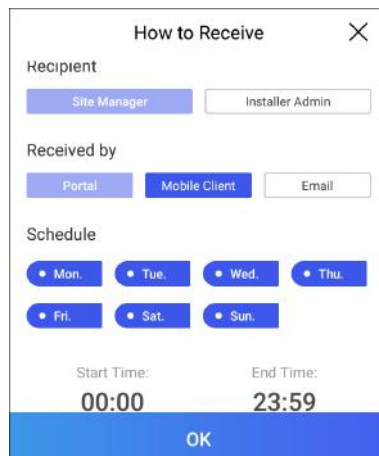 How to Receive
Recipient
Site Manager Installer Admin
Received by
Portal Mobile Client Email
Schedule
Mon. Tue. Wed. Thu.
Fri. Sat. Sun.
Start Time: End Time:
00:00 23:59
OK